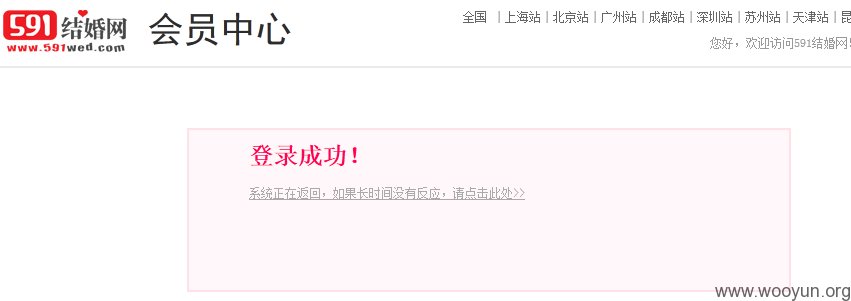 591结婚网 会员中心 全国 | 上海站 | 北京站 | 广州站 | 成都站 | 深圳站 | 苏州站 | 天津站 |
www.591wed.com 您好，欢迎访问591结婚网
登录成功！
系统正在返回，如果长时间没有反应，请点击此处>>
www.wooyun.org